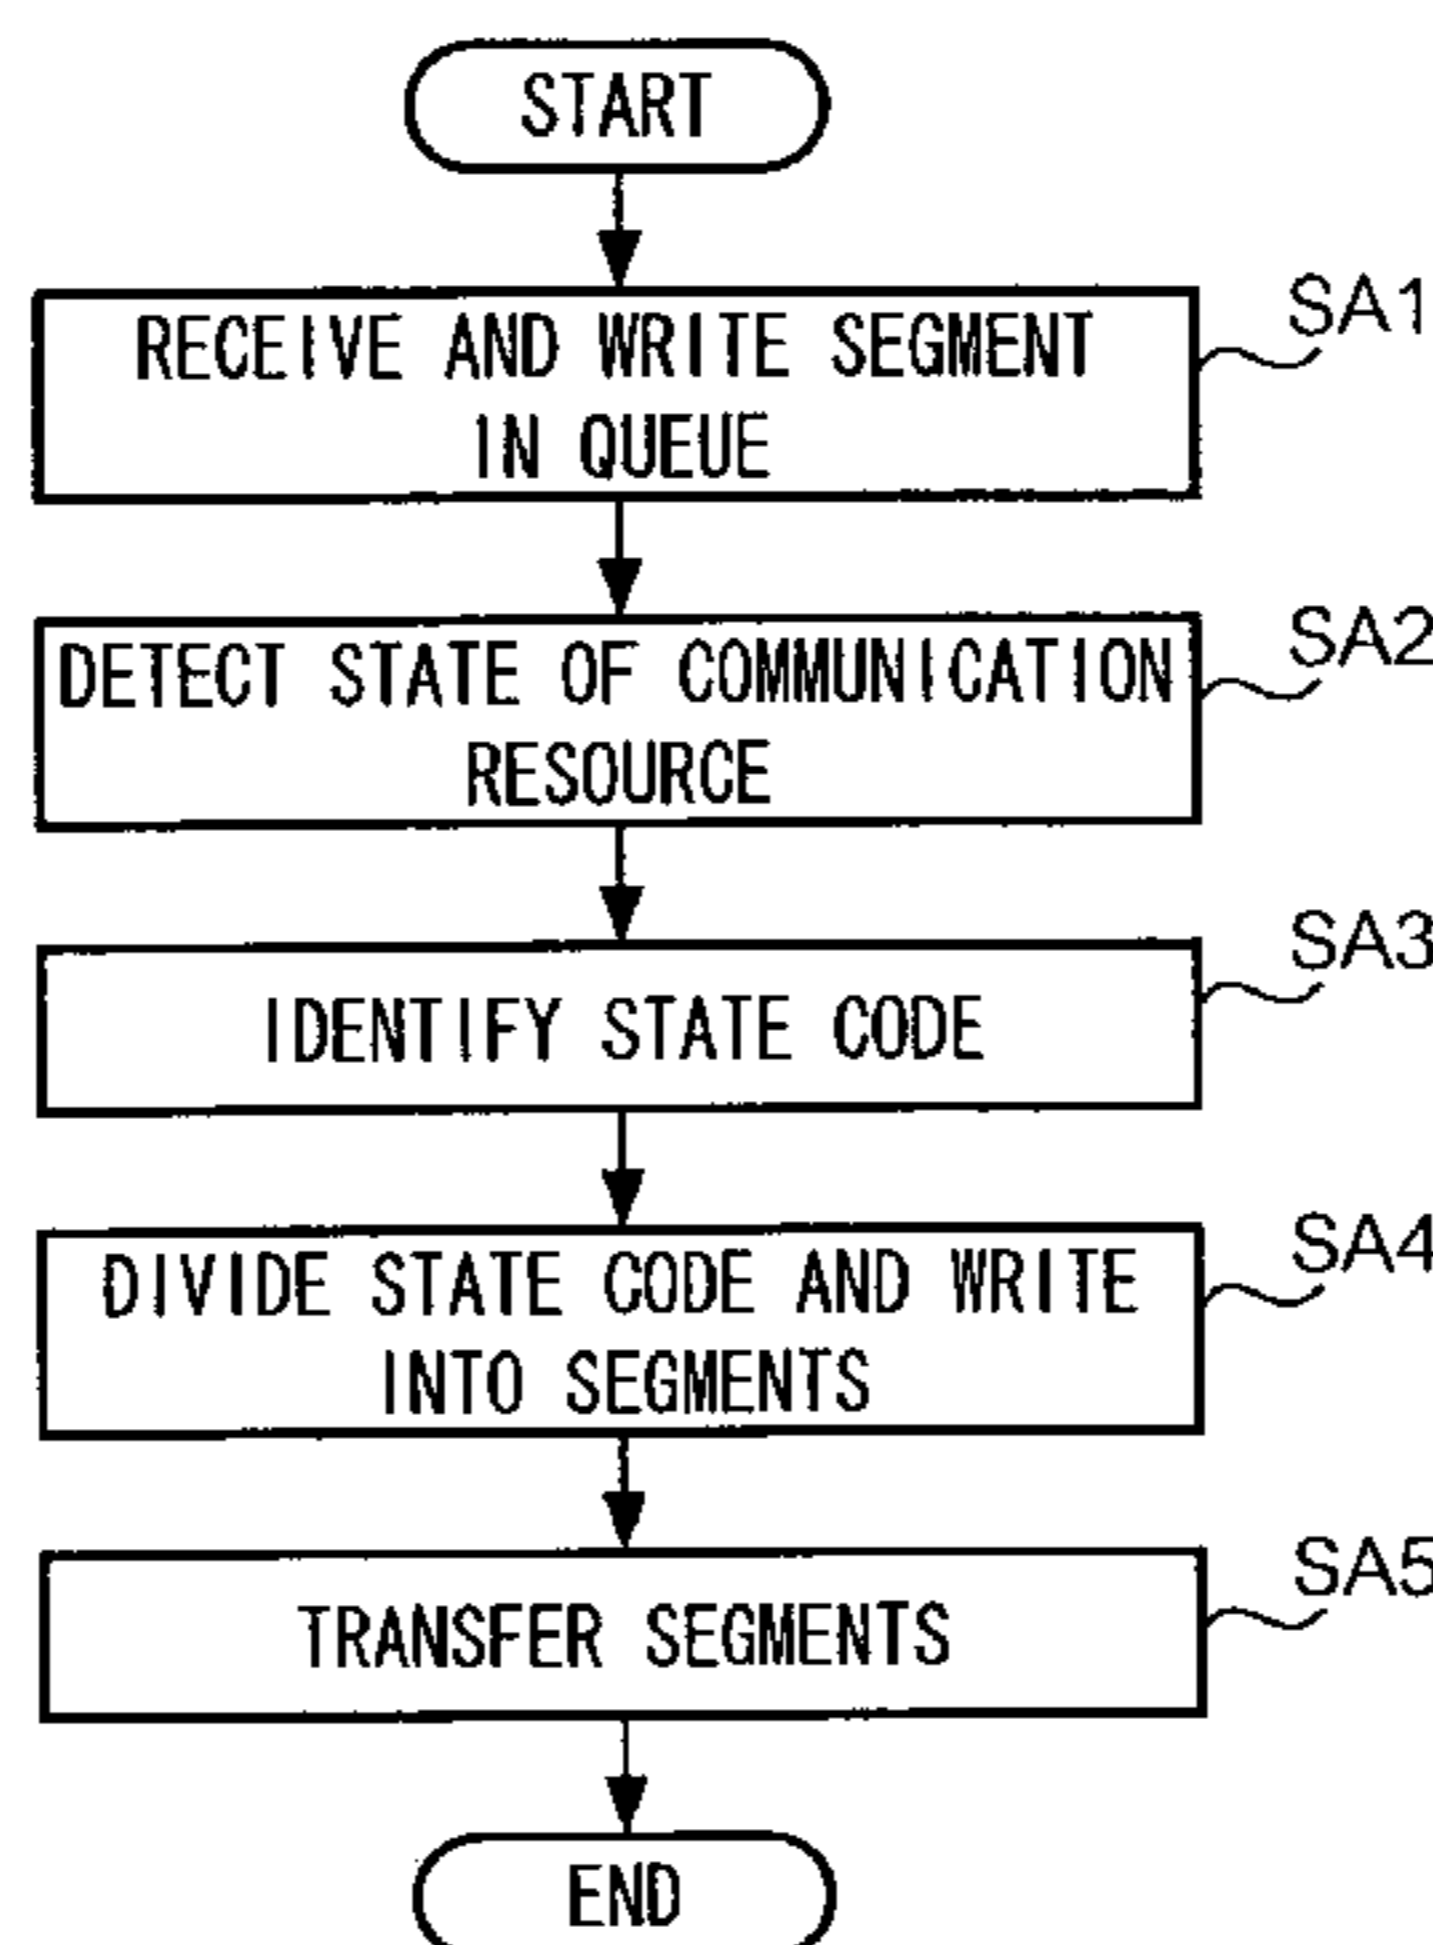 START
RECEIVE AND WRITE SEGMENT
IN QUEUE
SA1
DETECT STATE OF COMMUNICATION
RESOURCE
SA2
IDENTIFY STATE CODE
SA3
DIVIDE STATE CODE AND WRITE
INTO SEGMENTS
SA4
TRANSFER SEGMENTS
SA5
END